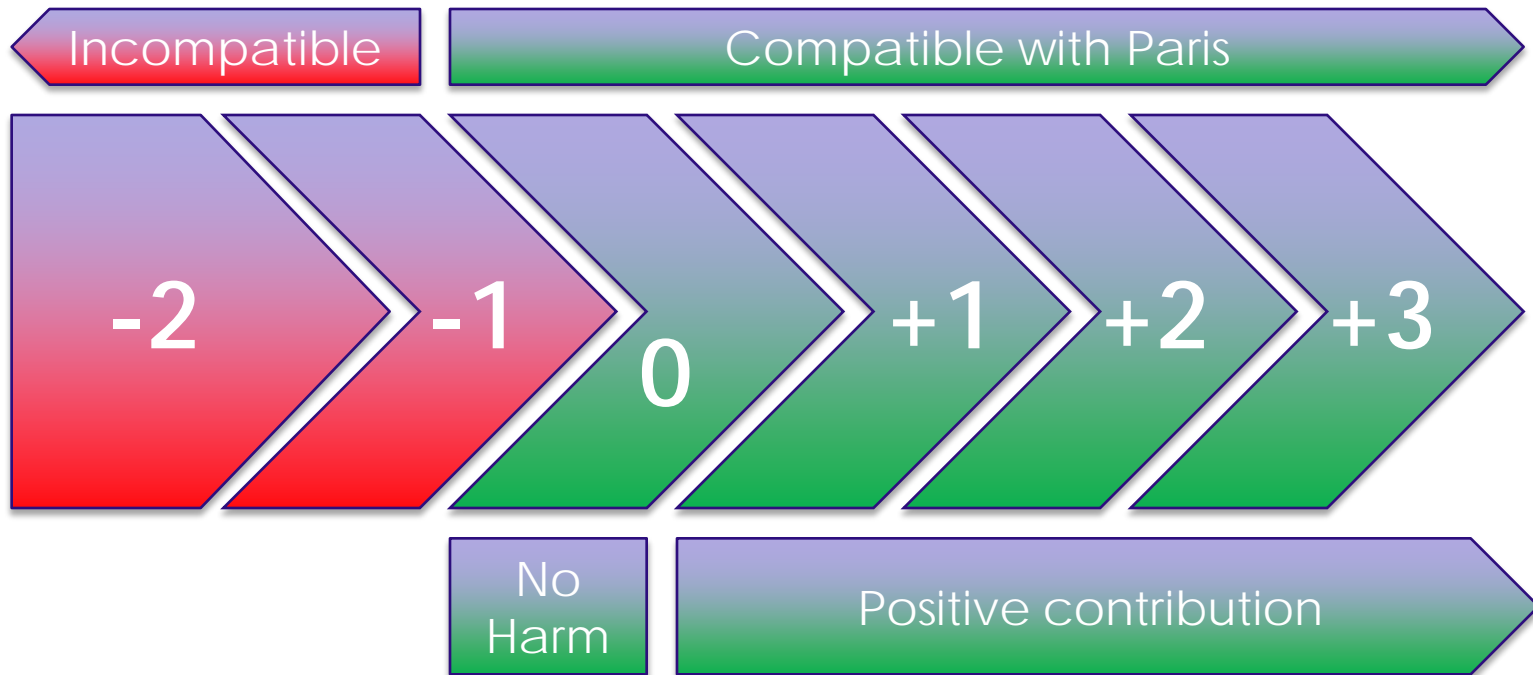 Incompatible
Compatible with Paris
-2
-1
0
+1
+2
+3
No
Harm
Positive contribution